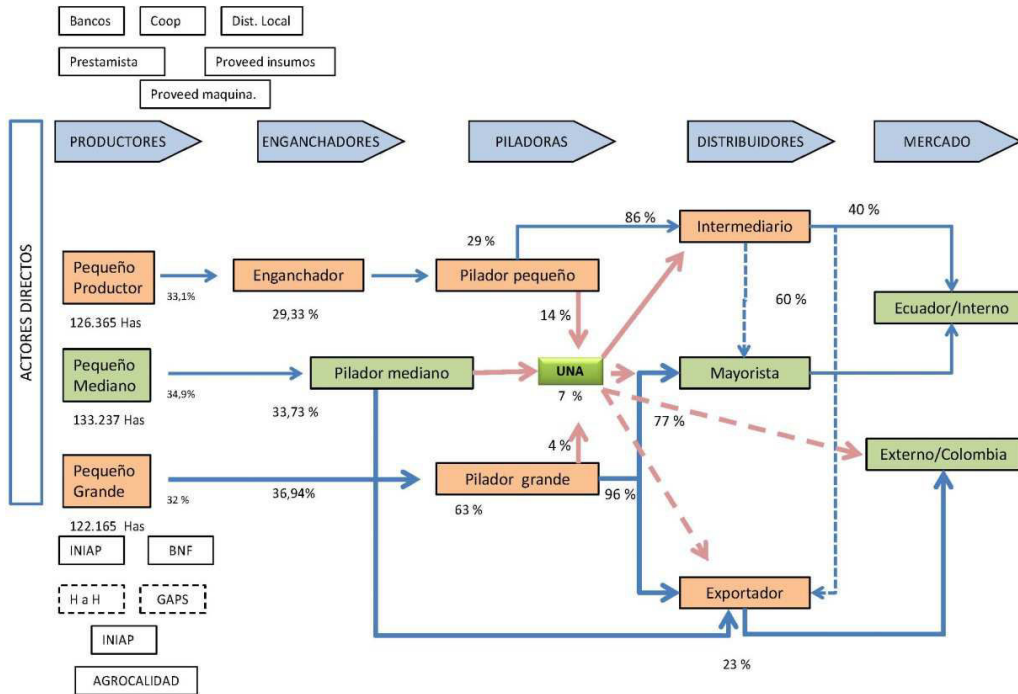 Bancos
Coop
Dist. Local
Prestamista
Proveed insumos
Proveed maquina.
ACTORES DIRECTOS
PRODUCTORES
ENGANCHADORES
PILADORAS
DISTRIBUIDORES
MERCADO
86 %
Intermediario
40 %
29 %
Pequeño
Productor
33,1%
Enganchador
Pilador pequeño
126.365 Has
29,33 %
14 %
60 %
Ecuador/Interno
Pequeño
Mediano
34,9%
Pilador mediano
UNA
Mayorista
133.237 Has
33,73 %
7 %
77 %
4 %
Externo/Colombia
Pequeño
Grande
32 %
36,94%
Pilador grande
96 %
63 %
122.165 Has
INIAP
BNF
H a H
GAPS
Exportador
INIAP
23 %
AGROCALIDAD